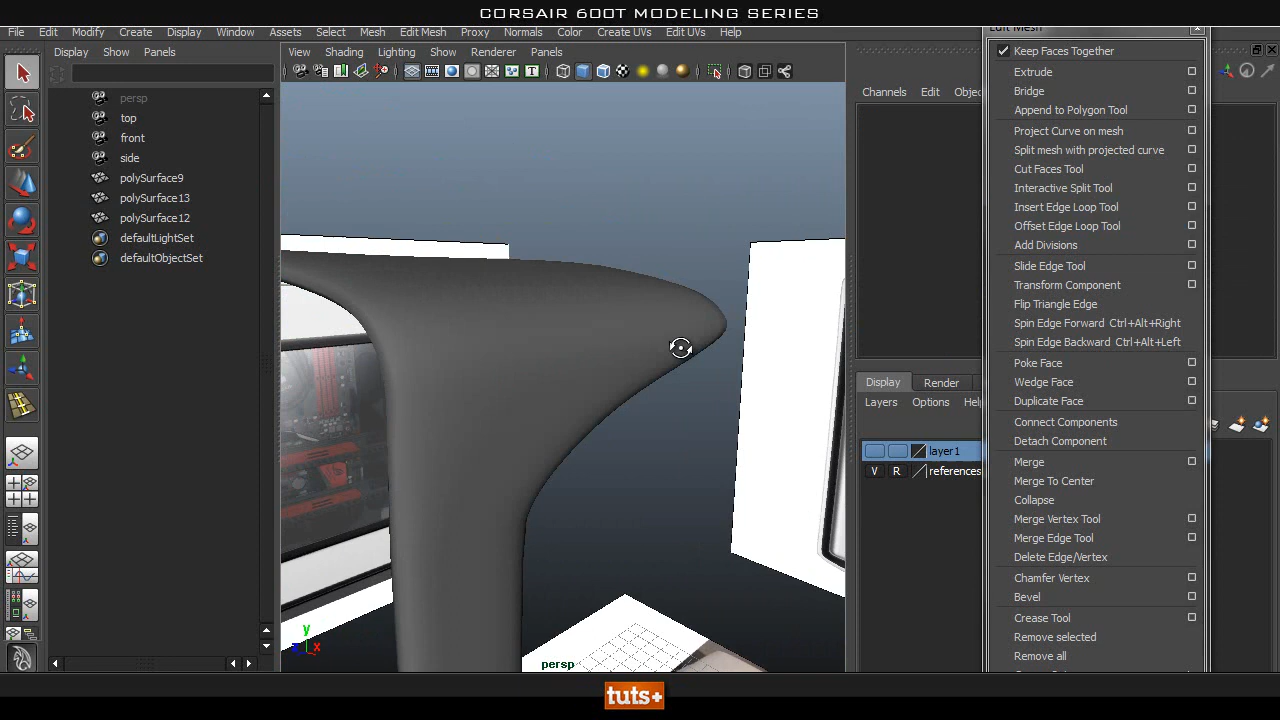 CORSAIR 600T MODELING SERIES
File Edit Modify Create Display Window Assets Select Mesh Edit Mesh Proxy Normals Color Create UVs Edit UVs Help
Edit Mesh
Display Show Panels
View Shading Lighting Show Renderer Panels
persp
top
front
side
polySurface9
polySurface13
polySurface12
defaultLightSet
defaultObjectSet
persp
y
x
Channels Edit Objec
Display Render
Layers Options Help
layer1
V R references
Keep Faces Together
Extrude
Bridge
Append to Polygon Tool
Project Curve on mesh
Split mesh with projected curve
Cut Faces Tool
Interactive Split Tool
Insert Edge Loop Tool
Offset Edge Loop Tool
Add Divisions
Slide Edge Tool
Transform Component
Flip Triangle Edge
Spin Edge Forward Ctrl+Alt+Right
Spin Edge Backward Ctrl+Alt+Left
Poke Face
Wedge Face
Duplicate Face
Connect Components
Detach Component
Merge
Merge To Center
Collapse
Merge Vertex Tool
Merge Edge Tool
Delete Edge/Vertex
Chamfer Vertex
Bevel
Crease Tool
Remove selected
Remove all
tuts+